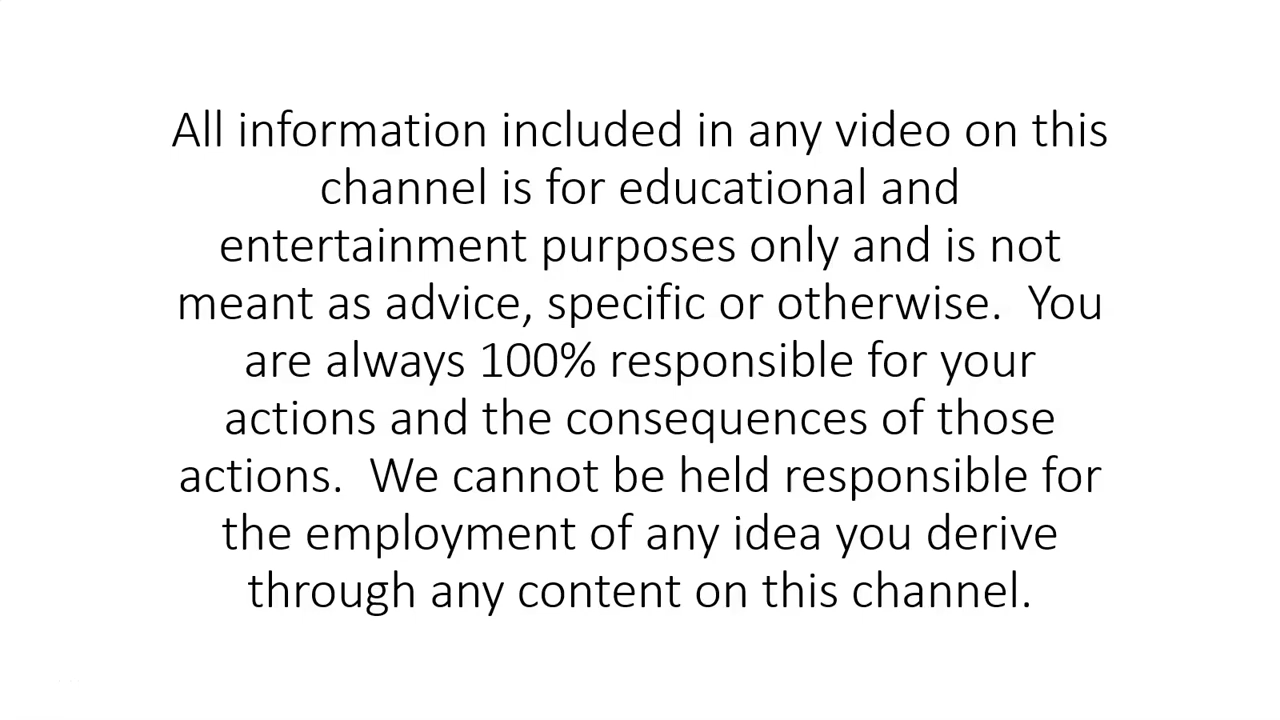 All information included in any video on this
channel is for educational and
entertainment purposes only and is not
meant as advice, specific or otherwise.  You
are always 100% responsible for your
actions and the consequences of those
actions.  We cannot be held responsible for
the employment of any idea you derive
through any content on this channel.